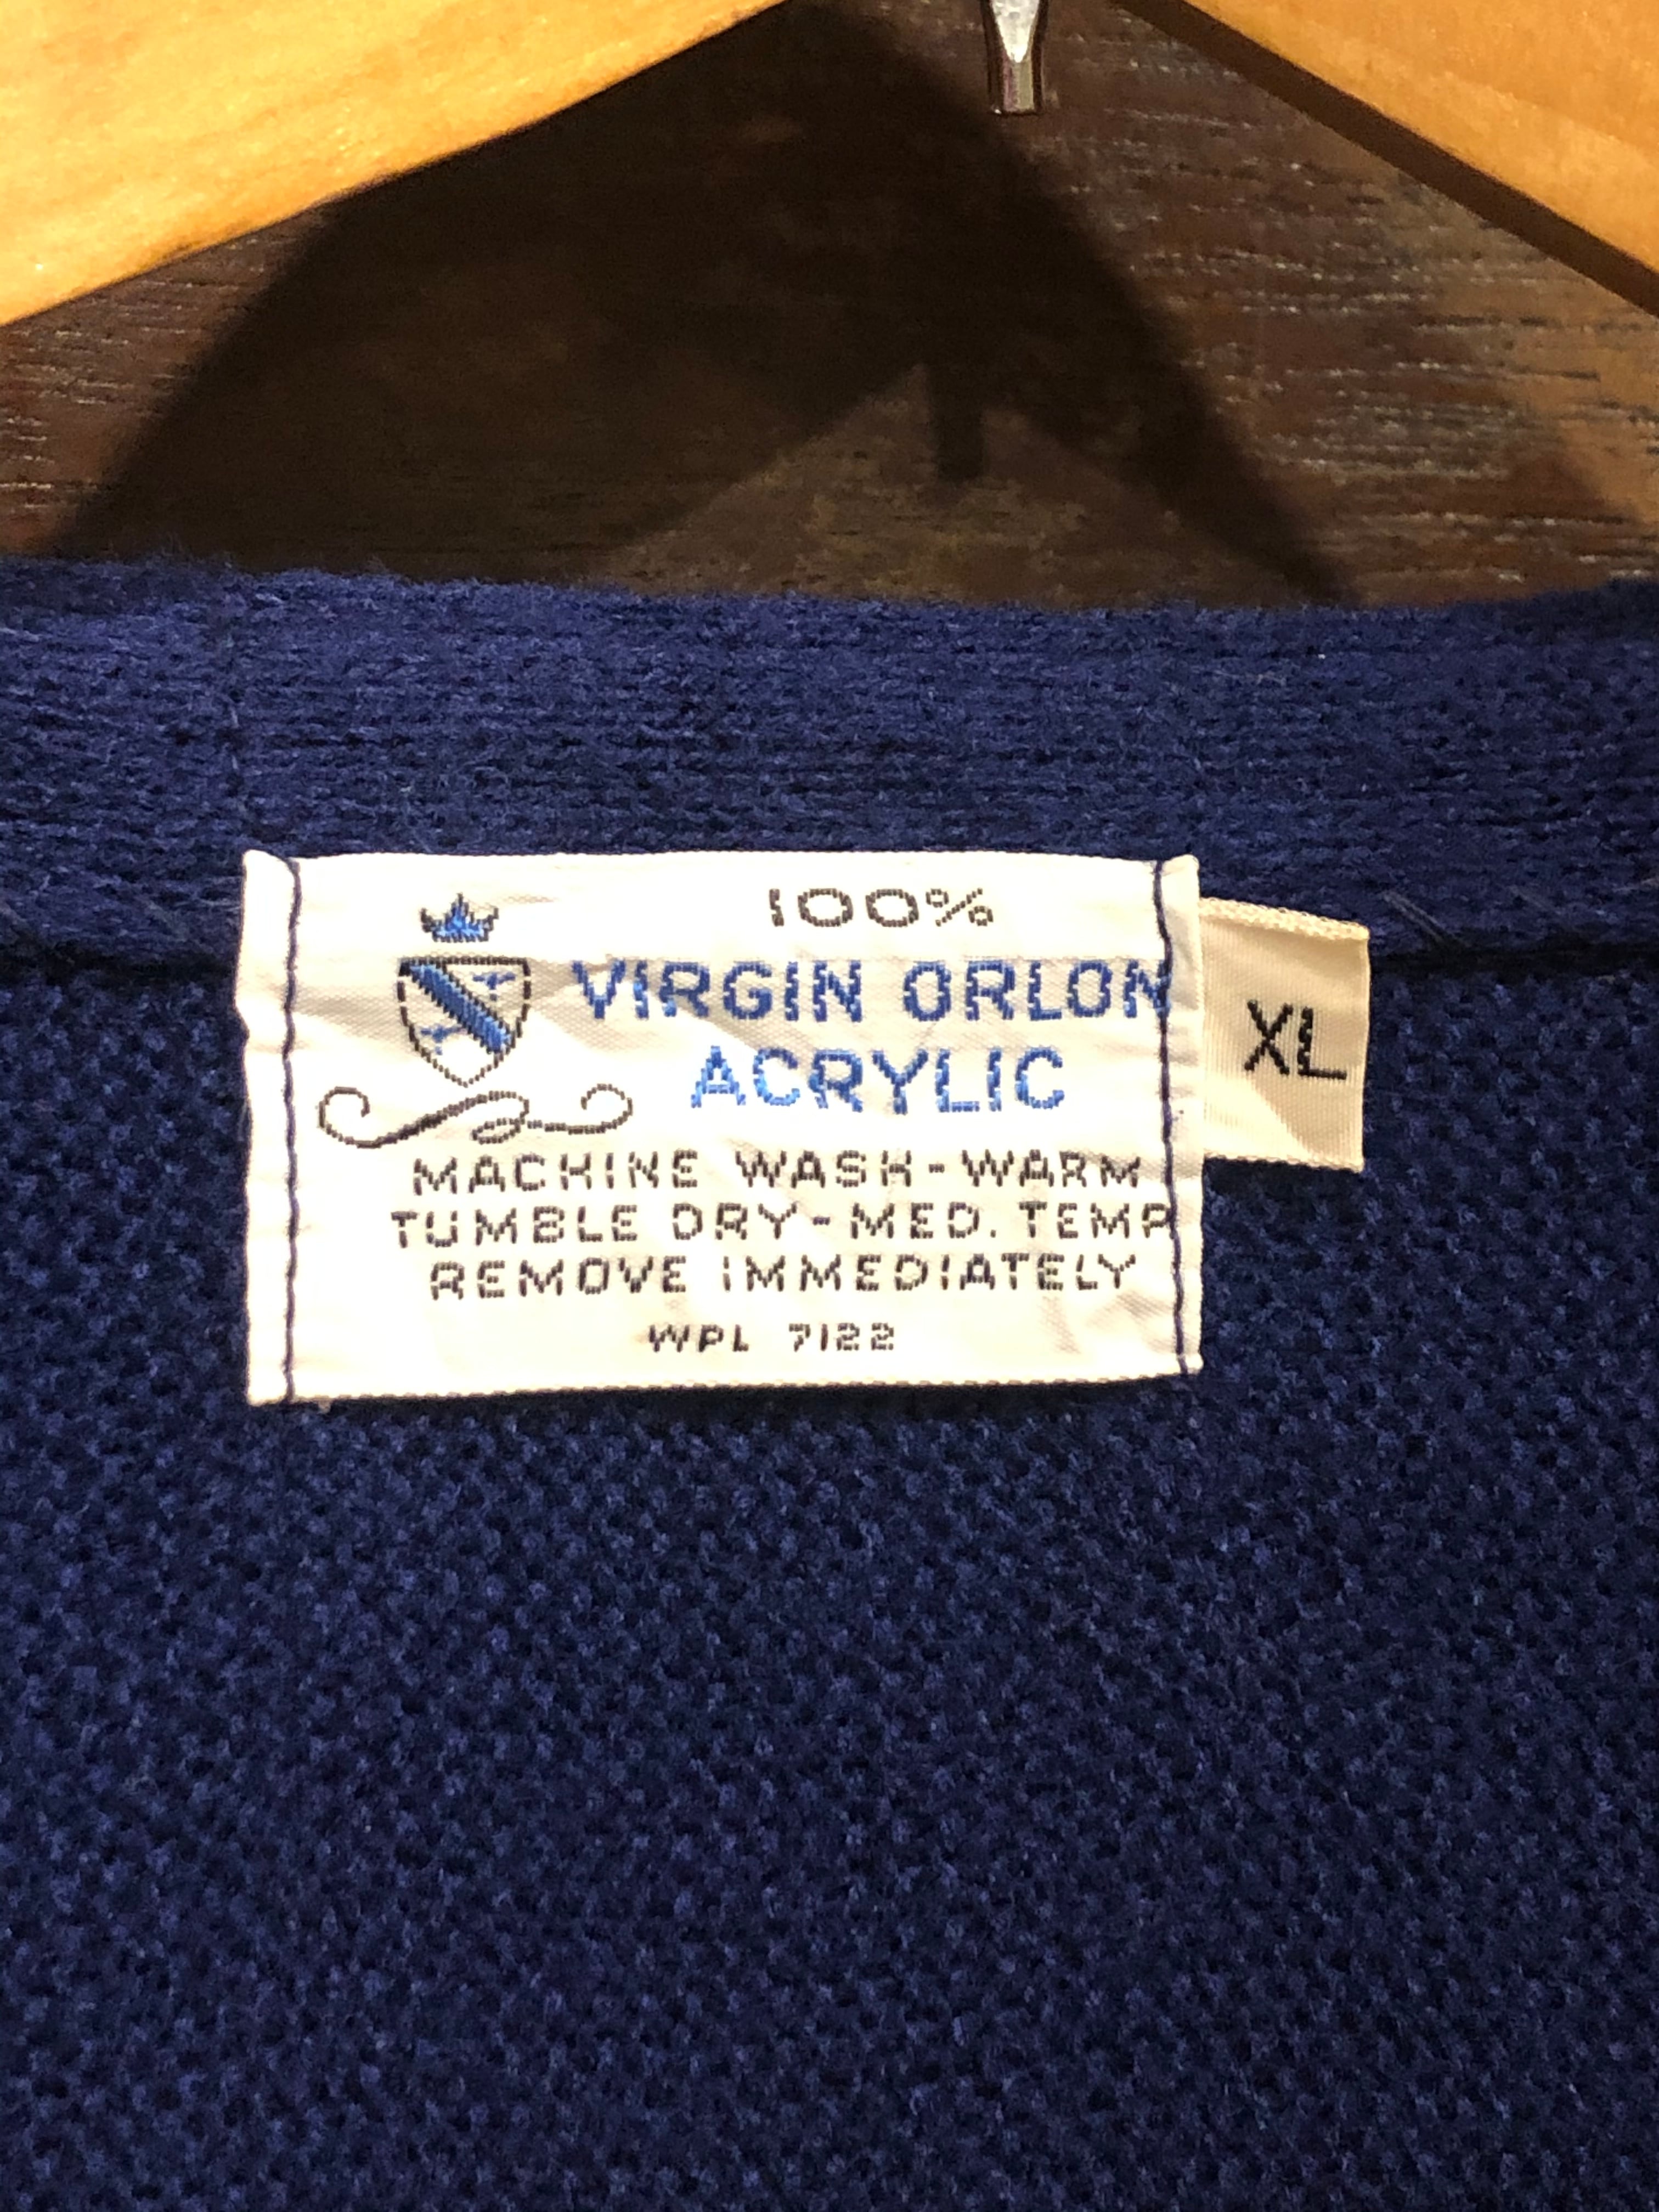 100%
VIRGIN ORLON
ACRYLIC
MACHINE WASH-WARM
TUMBLE DRY-MED. TEMP
REMOVE IMMEDIATELY
WPL 7122
XL